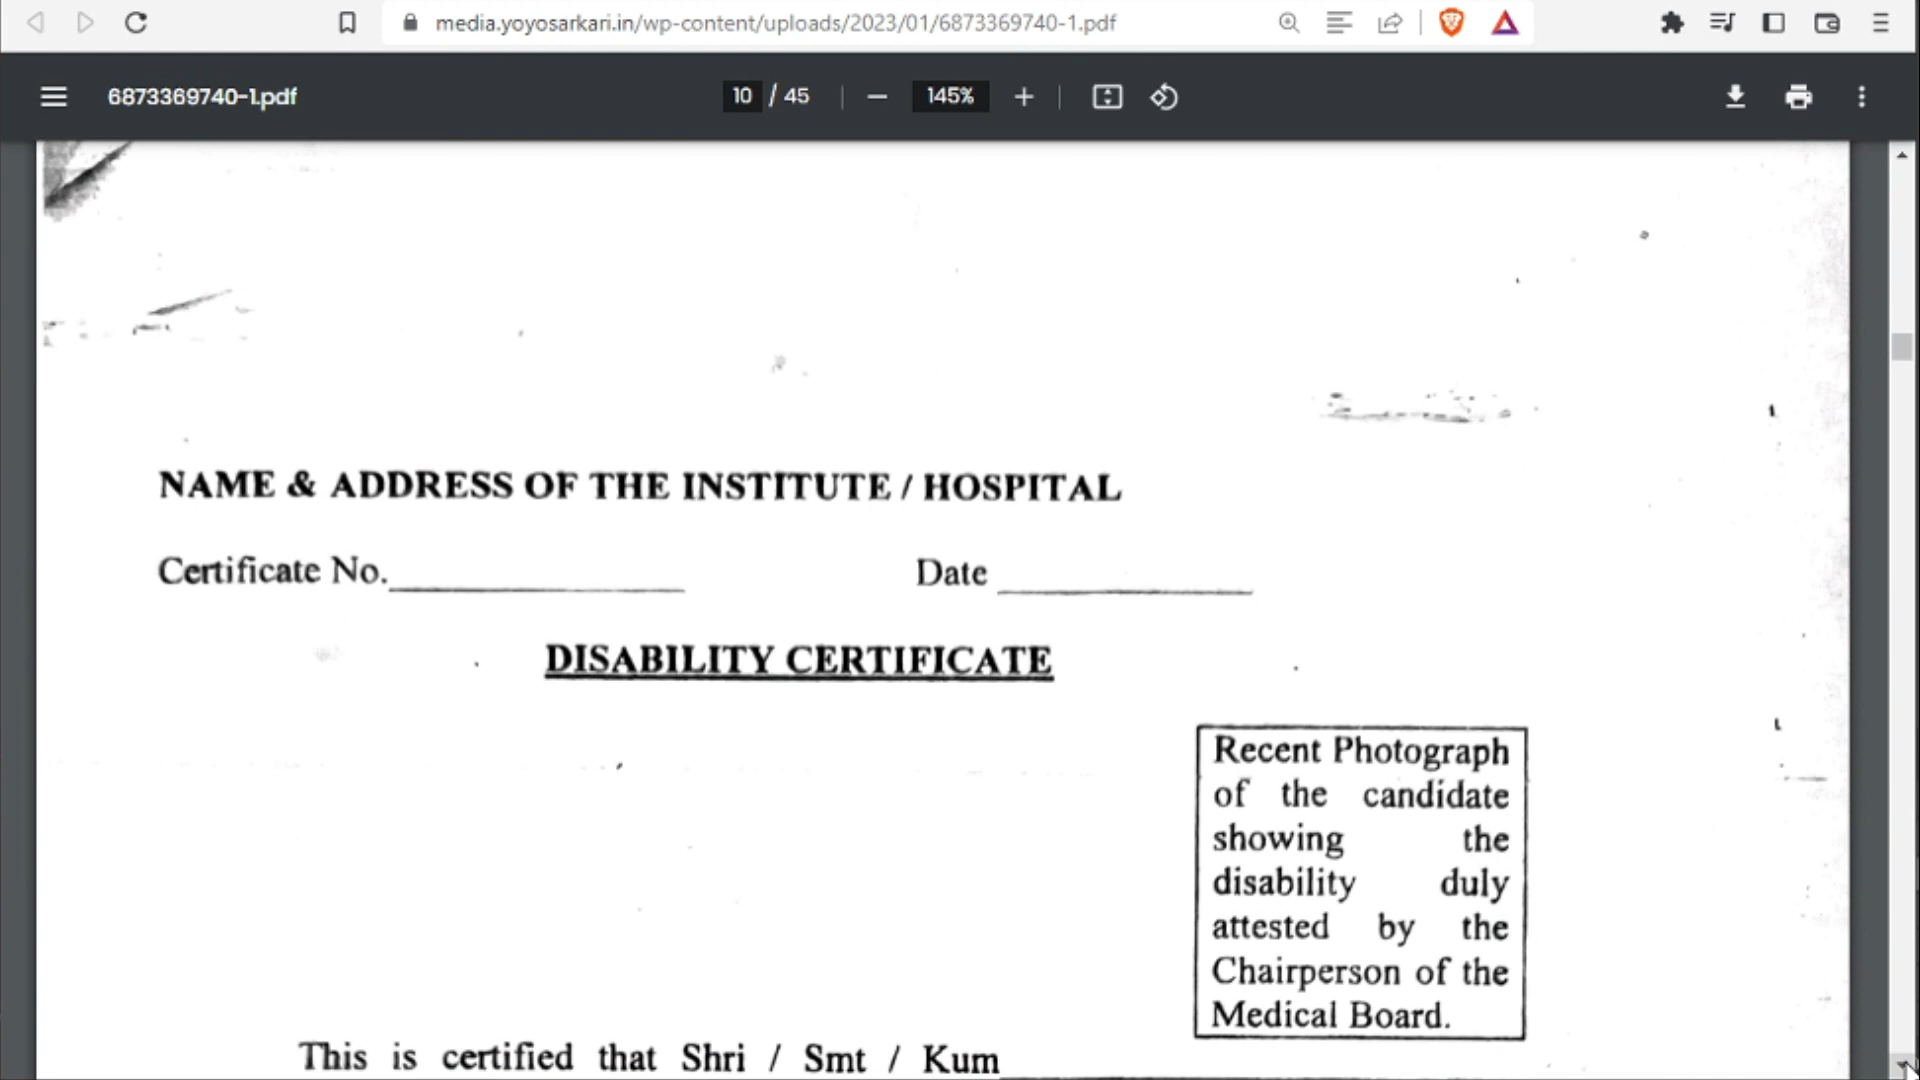 media.yoyosarkari.in/wp-content/uploads/2023/01/6873369740-1.pdf
6873369740-1.pdf
10 / 45
145%
NAME & ADDRESS OF THE INSTITUTE / HOSPITAL
Certificate No.
Date
DISABILITY CERTIFICATE
Recent Photograph
of the candidate
showing the
disability duly
attested by the
Chairperson of the
Medical Board.
This is certified that Shri / Smt / Kum